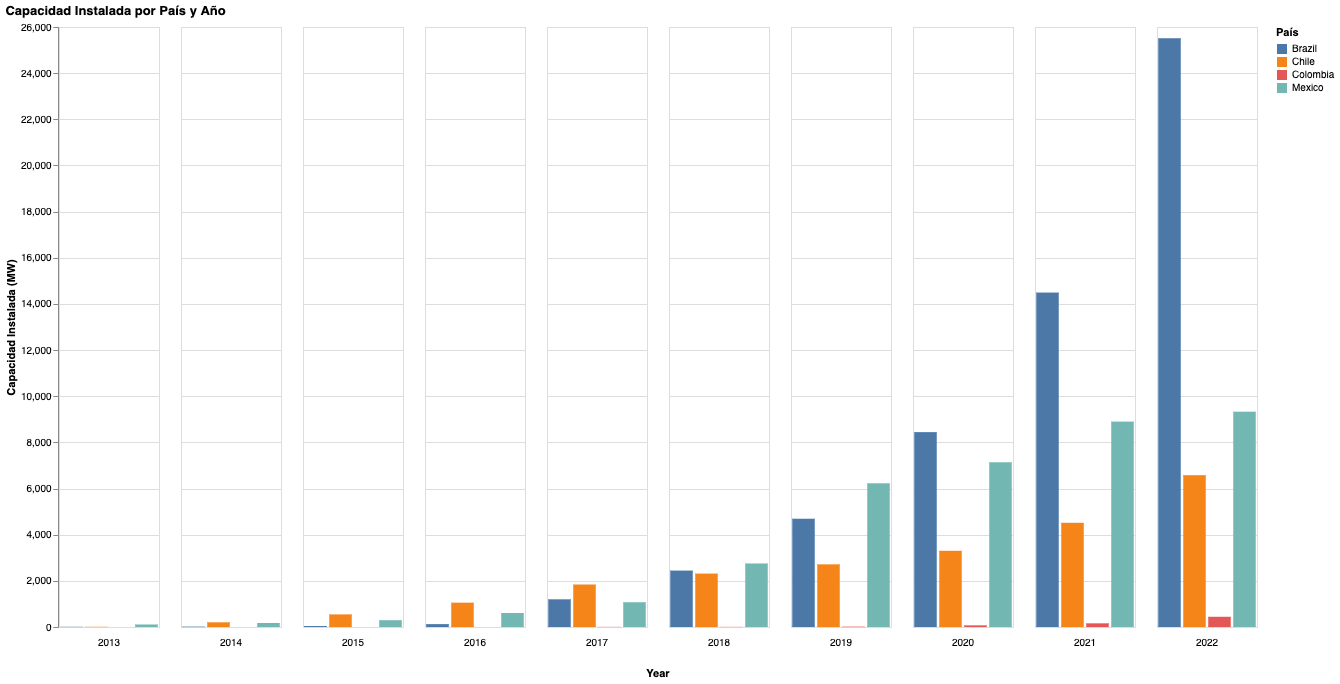 Capacidad Instalada por País y Año
Capacidad Instalada (MW)
26,000
24,000
22,000
20,000
18,000
16,000
14,000
12,000
10,000
8,000
6,000
4,000
2,000
0
2013 2014 2015 2016 2017 2018 2019 2020 2021 2022
Year
País
Brazil
Chile
Colombia
Mexico